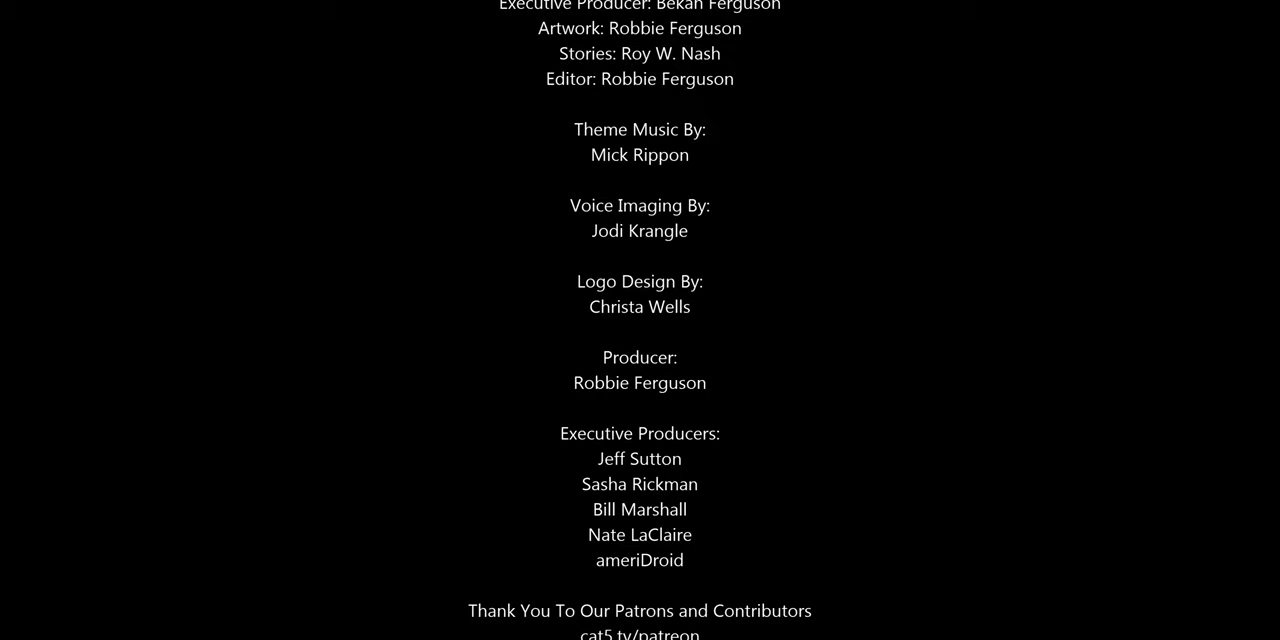 Executive Producer: Bekah Ferguson
Artwork: Robbie Ferguson
Stories: Roy W. Nash
Editor: Robbie Ferguson
Theme Music By:
Mick Rippon
Voice Imaging By:
Jodi Krangle
Logo Design By:
Christa Wells
Producer:
Robbie Ferguson
Executive Producers:
Jeff Sutton
Sasha Rickman
Bill Marshall
Nate LaClaire
ameriDroid
Thank You To Our Patrons and Contributors
cat5.tv/patreon